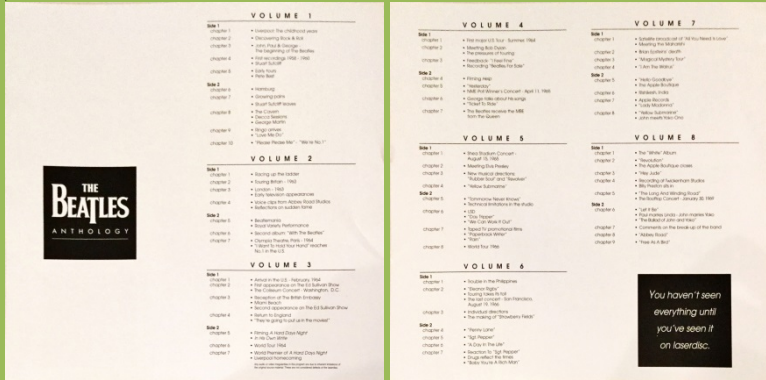 THE
BEATLES
ANTHOLOGY
VOLUME 1
Side 1
chapter 1 • Liverpool: The childhood years
chapter 2 • Discovering Rock & Roll
chapter 3 • John, Paul & George
The beginning of The Beatles
chapter 4 • First recordings 1958 - 1960
• Stuart Sutcliffe
chapter 5 • Early tours
• Pete Best
Side 2
chapter 6 • Hamburg
chapter 7 • Growing pains
• Stuart Sutcliffe leaves
chapter 8 • The Cavern
• Decca Sessions
• George Martin
chapter 9 • Ringo arrives
• "Love Me Do"
chapter 10 • "Please Please Me" - "We're No.1"
VOLUME 2
Side 1
chapter 1 • Racing up the ladder
chapter 2 • Touring Britain - 1963
chapter 3 • London - 1963
• Early television appearances
chapter 4 • Voice clips from Abbey Road Studios
• Reflections on sudden fame
Side 2
chapter 5 • Beatlemania
• Royal Variety Performance
chapter 6 • Second album, "With The Beatles"
chapter 7 • Olympia Theatre, Paris - 1964
• "I Want To Hold Your Hand" reaches
No.1 in the U.S.
VOLUME 3
Side 1
chapter 1 • Arrival in the U.S. - February, 1964
chapter 2 • First appearance on The Ed Sullivan Show
• The Coliseum Concert - Washington, D.C.
chapter 3 • Reception at The British Embassy
• Miami Beach
• Second appearance on The Ed Sullivan Show
chapter 4 • Return to England
• "They're going to put us in the movies!"
Side 2
chapter 5 • Filming A Hard Days Night
• In His Own Write
chapter 6 • World Tour 1964
chapter 7 • World Premier of A Hard Days Night
• Liverpool homecoming
VOLUME 4
Side 1
chapter 1 • First major U.S. Tour - Summer, 1964
chapter 2 • Meeting Bob Dylan
• The pressures of touring
chapter 3 • Feedback: "I Feel Fine"
• Recording "Beatles For Sale"
Side 2
chapter 4 • Filming Help
chapter 5 • "Yesterday"
• NME Poll Winner's Concert - April 11, 1965
chapter 6 • George talks about his songs
• "Ticket To Ride"
chapter 7 • The Beatles receive the MBE
from the Queen
VOLUME 5
Side 1
chapter 1 • Shea Stadium Concert -
August 15, 1965
chapter 2 • Meeting Elvis Presley
chapter 3 • New musical directions
"Rubber Soul" and "Revolver"
chapter 4 • "Yellow Submarine"
Side 2
chapter 5 • "Tomorrow Never Knows"
• Technical limitations in the studio
chapter 6 • LSD
• "Day Tripper"
• "We Can Work It Out"
chapter 7 • Typical TV promotional films
• "Paperback Writer"
• "Rain"
chapter 8 • World Tour 1966
VOLUME 6
Side 1
chapter 1 • Trouble in the Philippines
chapter 2 • "Eleanor Rigby"
• Touring takes its toll
• The last concert - San Francisco,
August 29, 1966
chapter 3 • Individual directions
• The making of "Strawberry Fields"
Side 2
chapter 4 • "Penny Lane"
chapter 5 • "Sgt. Pepper"
chapter 6 • "A Day In The Life"
chapter 7 • Reaction To "Sgt. Pepper"
• Drugs reflect the times
• "Baby You're A Rich Man"
VOLUME 7
Side 1
chapter 1 • Satellite broadcast of "All You Need Is Love"
• Meeting The Maharishi
chapter 2 • Brian Epstein's death
chapter 3 • "Magical Mystery Tour"
chapter 4 • "I Am The Walrus"
Side 2
chapter 5 • "Hello Goodbye"
• The Apple Boutique
chapter 6 • Rishikesh, India
chapter 7 • Apple Records
• "Lady Madonna"
chapter 8 • "Yellow Submarine"
• John meets Yoko Ono
VOLUME 8
Side 1
chapter 1 • The "White" Album
chapter 2 • "Revolution"
• The Apple Boutique closes
chapter 3 • "Hey Jude"
chapter 4 • Recording at Twickenham Studios
• Billy Preston sits in
chapter 5 • "The Long And Winding Road"
• The Rooftop Concert - January 30, 1969
Side 2
chapter 6 • "Let It Be"
• Paul marries Linda - John marries Yoko
• "The Ballad of John and Yoko"
chapter 7 • Comments on the break up of the band
chapter 8 • "Abbey Road"
chapter 9 • "Free As A Bird"
You haven't seen
everything until
you've seen it
on laserdisc.